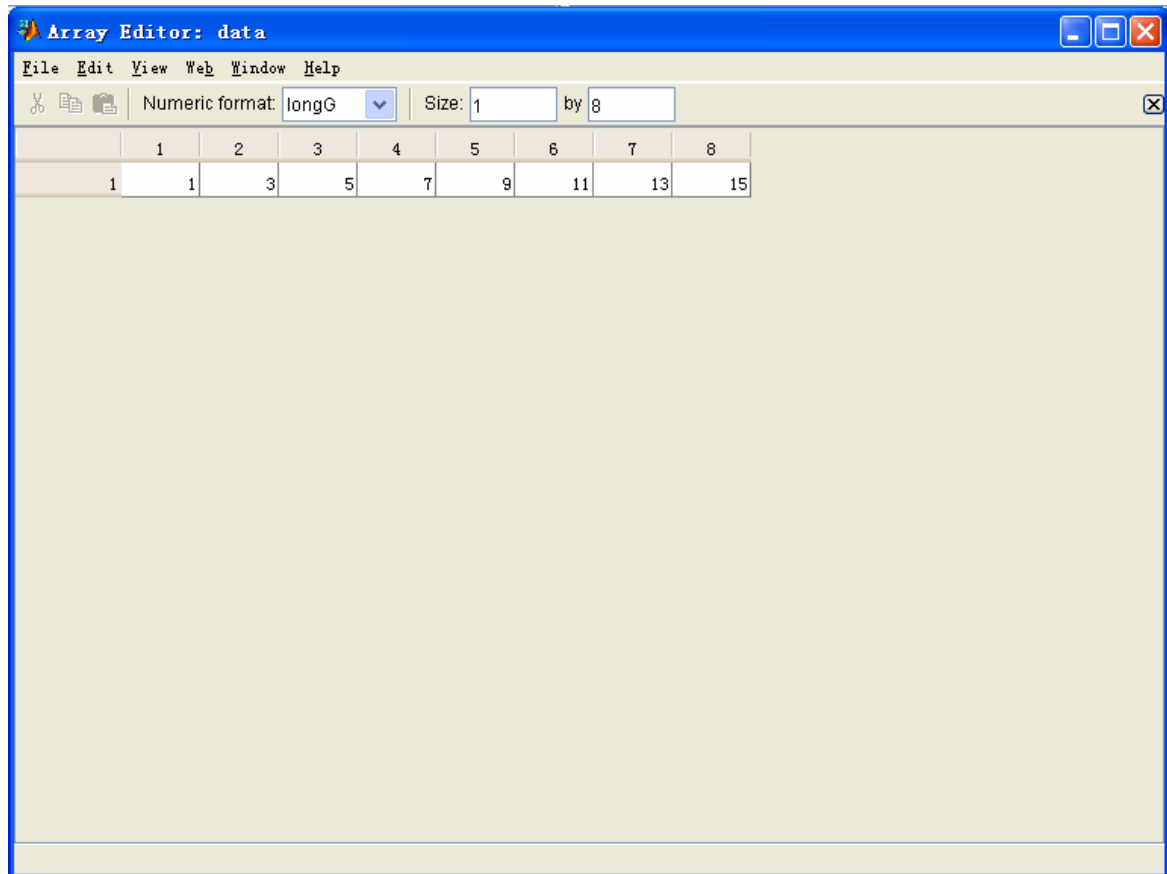 Array Editor: data
File Edit View Web Window Help
Numeric format: longG Size: 1 by 8
1 2 3 4 5 6 7 8
1 1 3 5 7 9 11 13 15